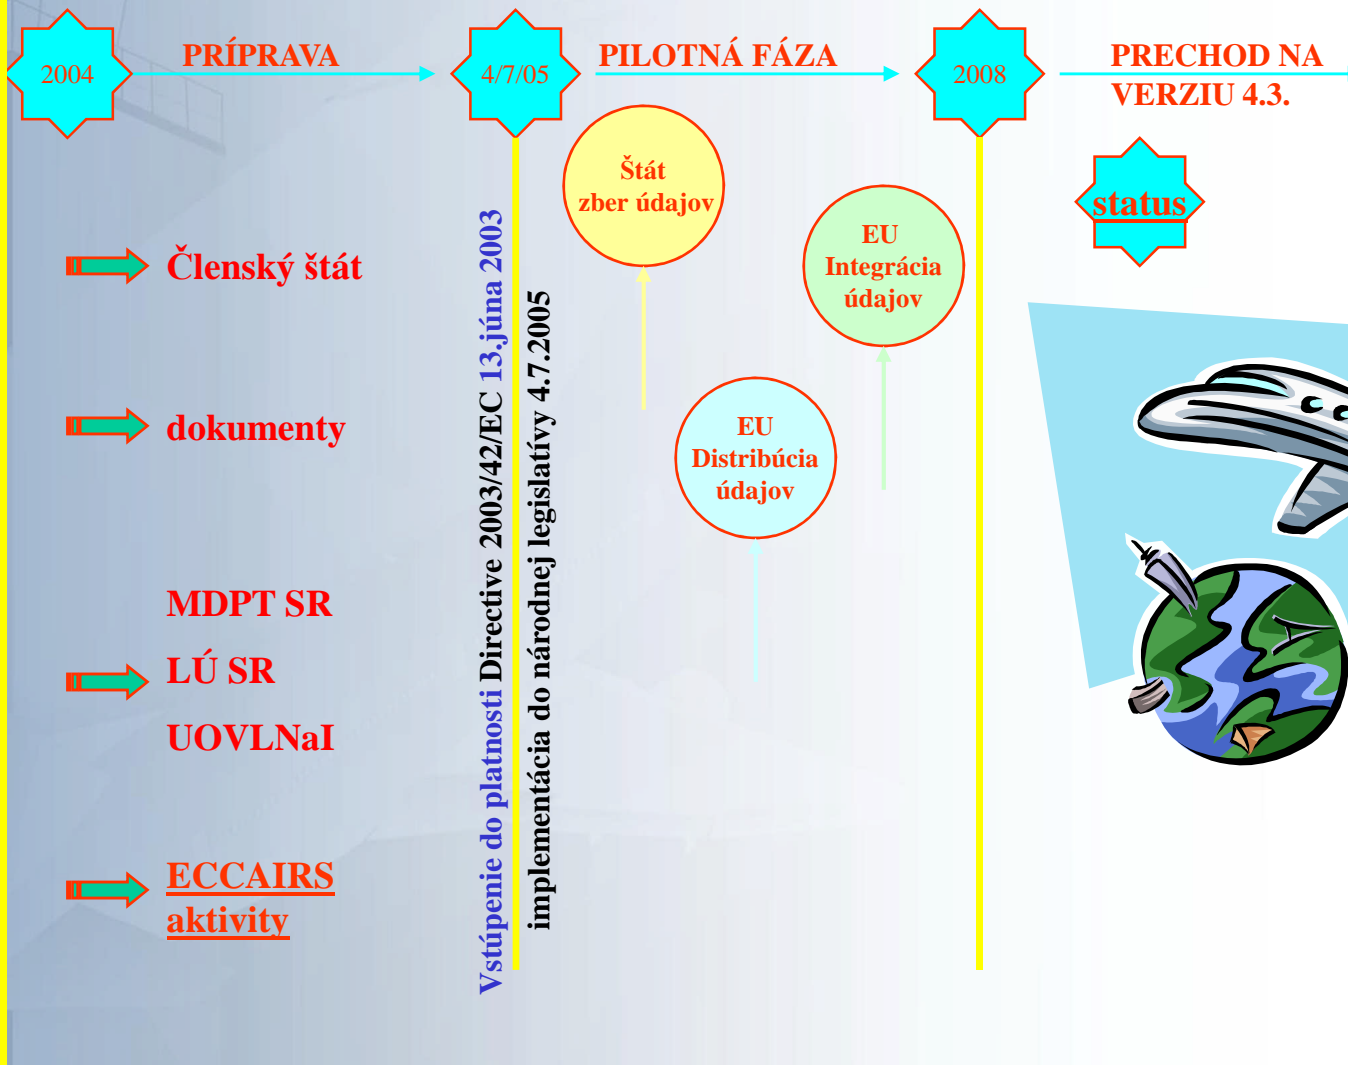 2004
PRÍPRAVA
4/7/05
PILOTNÁ FÁZA
2008
PRECHOD NA
VERZIU 4.3.
status
Štát
zber údajov
EU
Integrácia
údajov
EU
Distribúcia
údajov
Členský štát
dokumenty
MDPT SR
LÚ SR
UOVLNaI
ECCAIRS
aktivity
Vstúpenie do platnosti Directive 2003/42/EC 13.júna 2003
implementácia do národnej legislatívy 4.7.2005